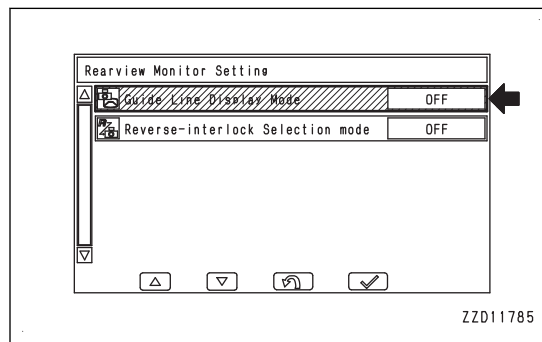 Rearview Monitor Setting
Guide Line Display Mode OFF
R Reverse-interlock Selection mode OFF
ZZD11785